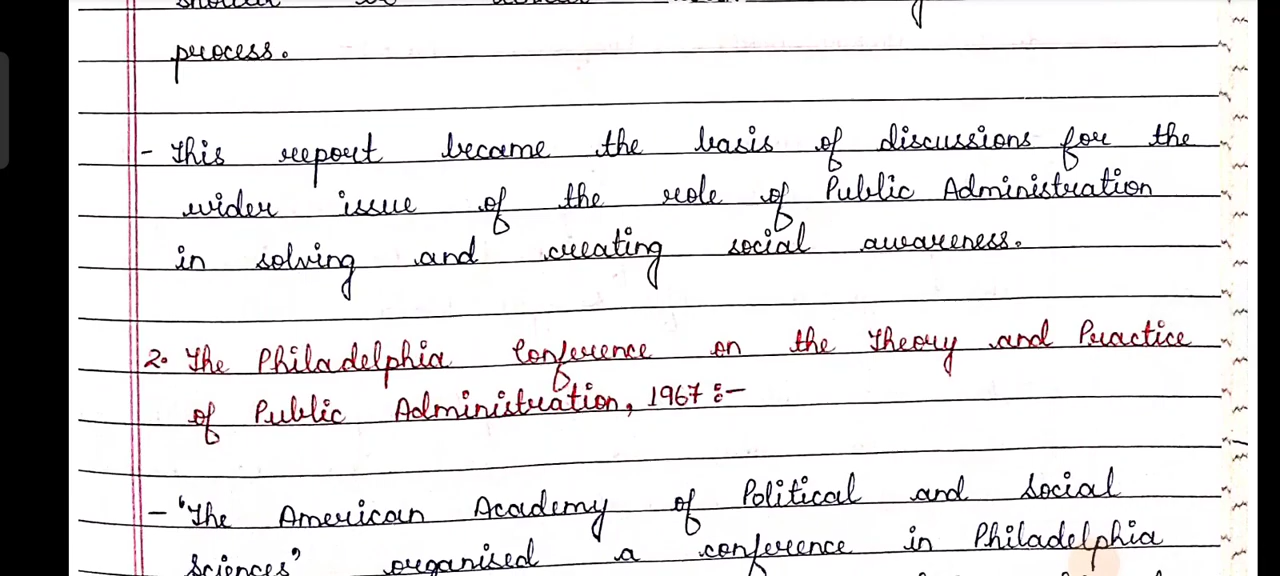 process.
- This report became the basis of discussions for the
wider issue of the role of Public Administration
in solving and creating social awareness.
2. The Philadelphia Conference on the Theory and Practice
of Public Administration, 1967 :-
- 'The American Academy of Political and Social
Sciences' organised a conference in Philadelphia